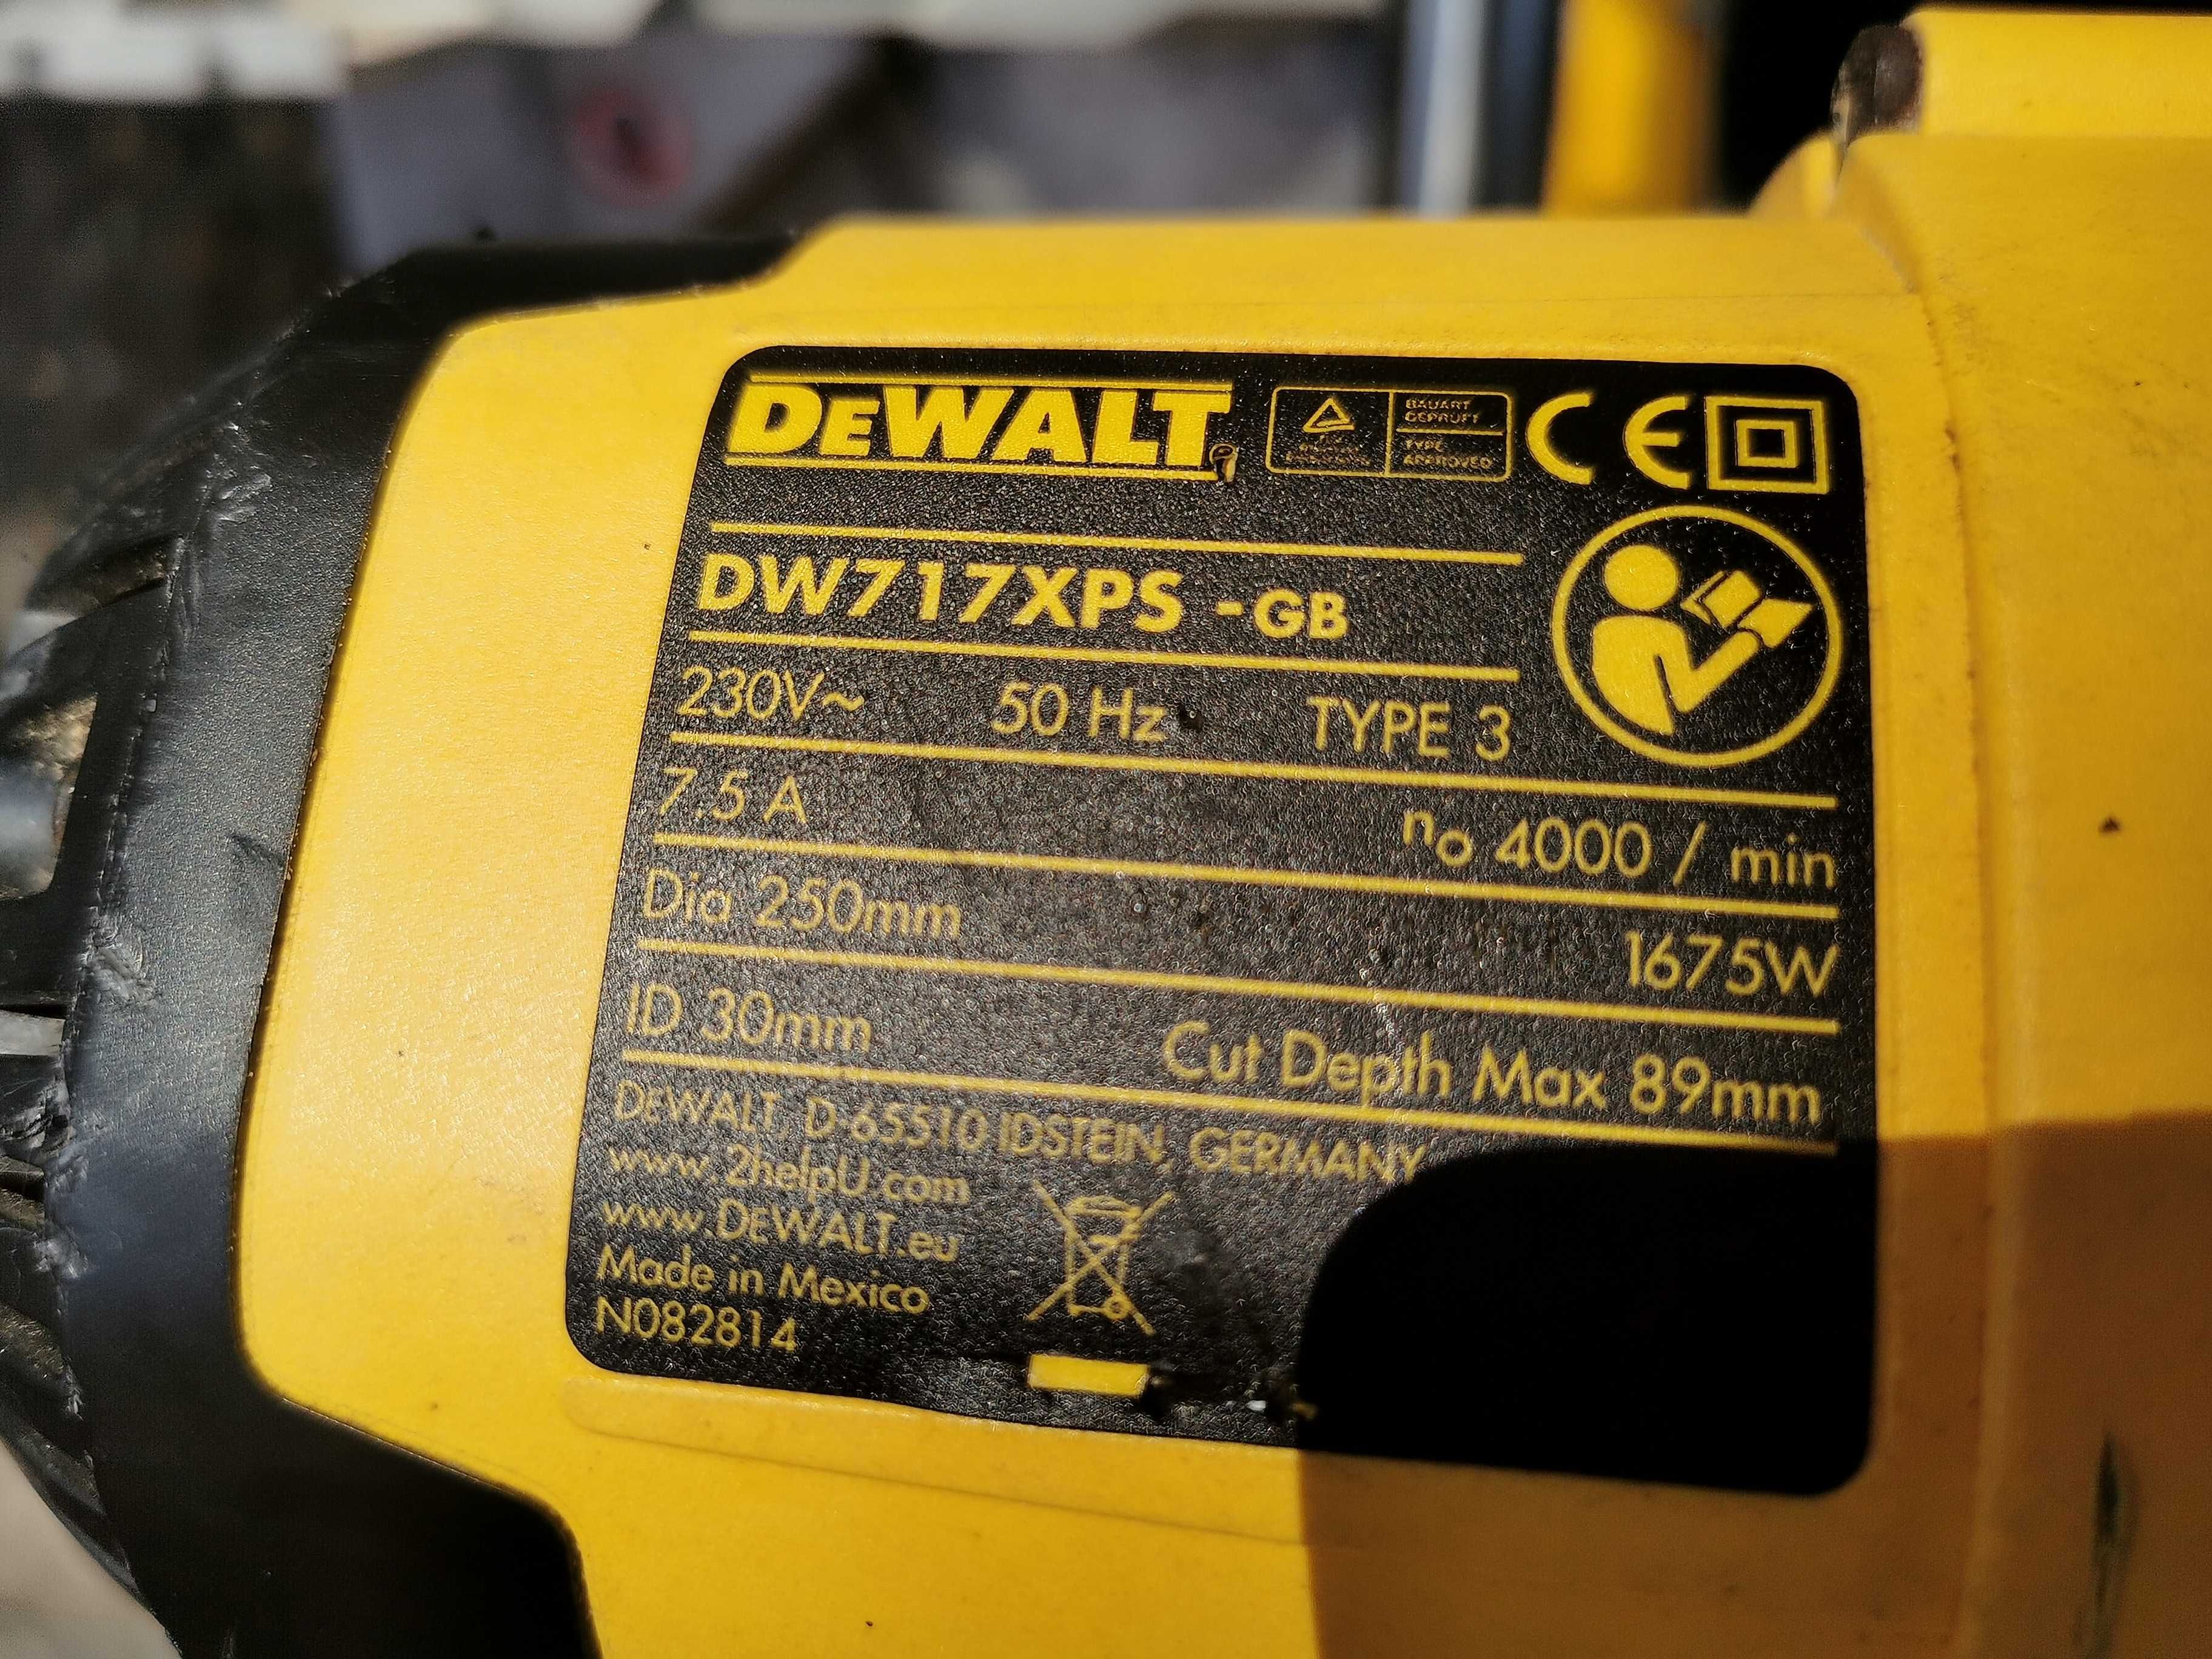 DEWALT
BAUART
GEPRÜFT
TYPE
APPROVED
CE
DW717XPS -GB
230V~ 50 Hz TYPE 3
7.5 A n₀ 4000 / min
Dia 250mm 1675W
ID 30mm Cut Depth Max 89mm
DEWALT, D-65510 IDSTEIN, GERMANY
www.2helpU.com
www.DEWALT.eu
Made in Mexico
N082814